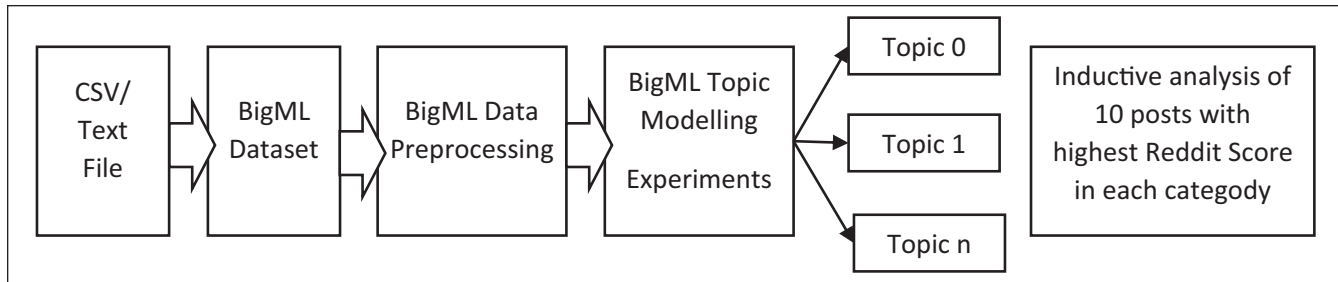 CSV/
Text
File
BigML
Dataset
BigML Data
Preprocessing
BigML Topic
Modelling
Experiments
Topic 0
Topic 1
Topic n
Inductive analysis of
10 posts with
highest Reddit Score
in each categody